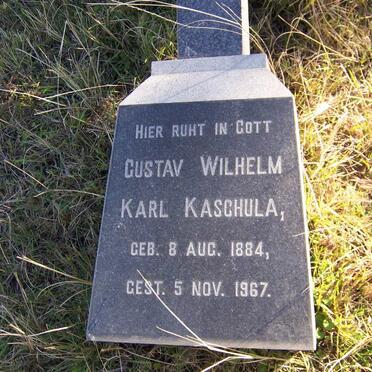 HIER RUHT IN GOTT
GUSTAV WILHELM
KARL KASCHULA,
GEB. 8 AUG. 1884,
GEST. 5 NOV. 1967.